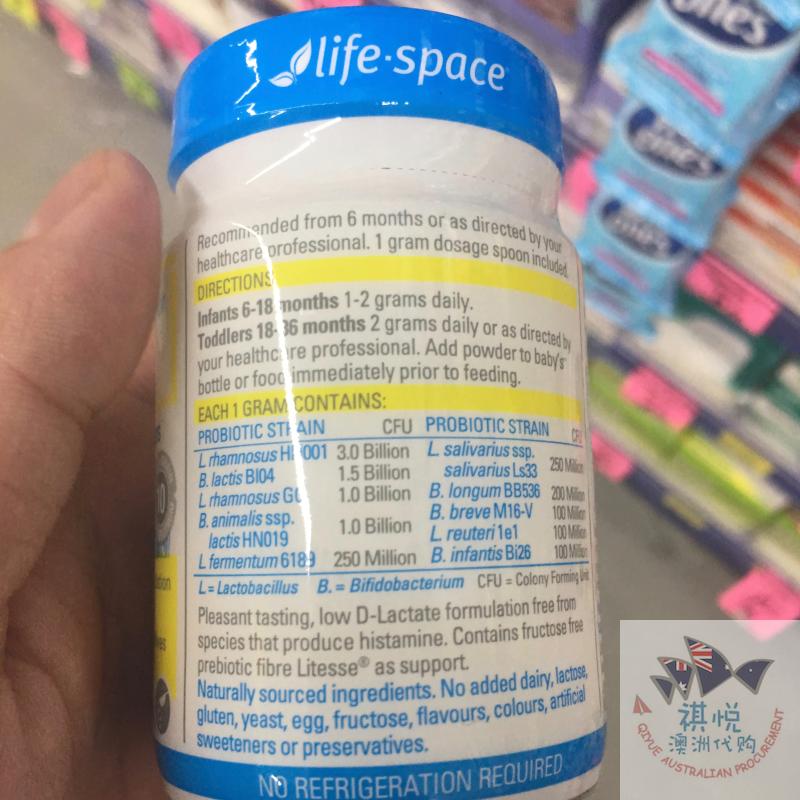 life·space
Recommended from 6 months or as directed by your
healthcare professional. 1 gram dosage spoon included.
DIRECTIONS
Infants 6-18 months 1-2 grams daily.
Toddlers 18-36 months 2 grams daily or as directed by
your healthcare professional. Add powder to baby's
bottle or food immediately prior to feeding.
EACH 1 GRAM CONTAINS:
PROBIOTIC STRAIN CFU PROBIOTIC STRAIN CFU
L. rhamnosus HN001 3.0 Billion
B. lactis BI04 1.5 Billion
L. rhamnosus GG 1.0 Billion
B. animalis ssp.
lactis HN019 1.0 Billion
L. fermentum 6189 250 Million
L. salivarius ssp.
salivarius Ls33 250 Million
B. longum BB536 200 Million
B. breve M16-V 100 Million
L. reuteri 1e1 100 Million
B. infantis Bi26 100 Million
L = Lactobacillus B. = Bifidobacterium CFU = Colony Forming Unit
Pleasant tasting, low D-Lactate formulation free from
species that produce histamine. Contains fructose free
prebiotic fibre Litesse® as support.
Naturally sourced ingredients. No added dairy, lactose,
gluten, yeast, egg, fructose, flavours, colours, artificial
sweeteners or preservatives.
NO REFRIGERATION REQUIRED
ones
祺悦
澳洲代购
QIYUE AUSTRALIAN PROCUREMENT